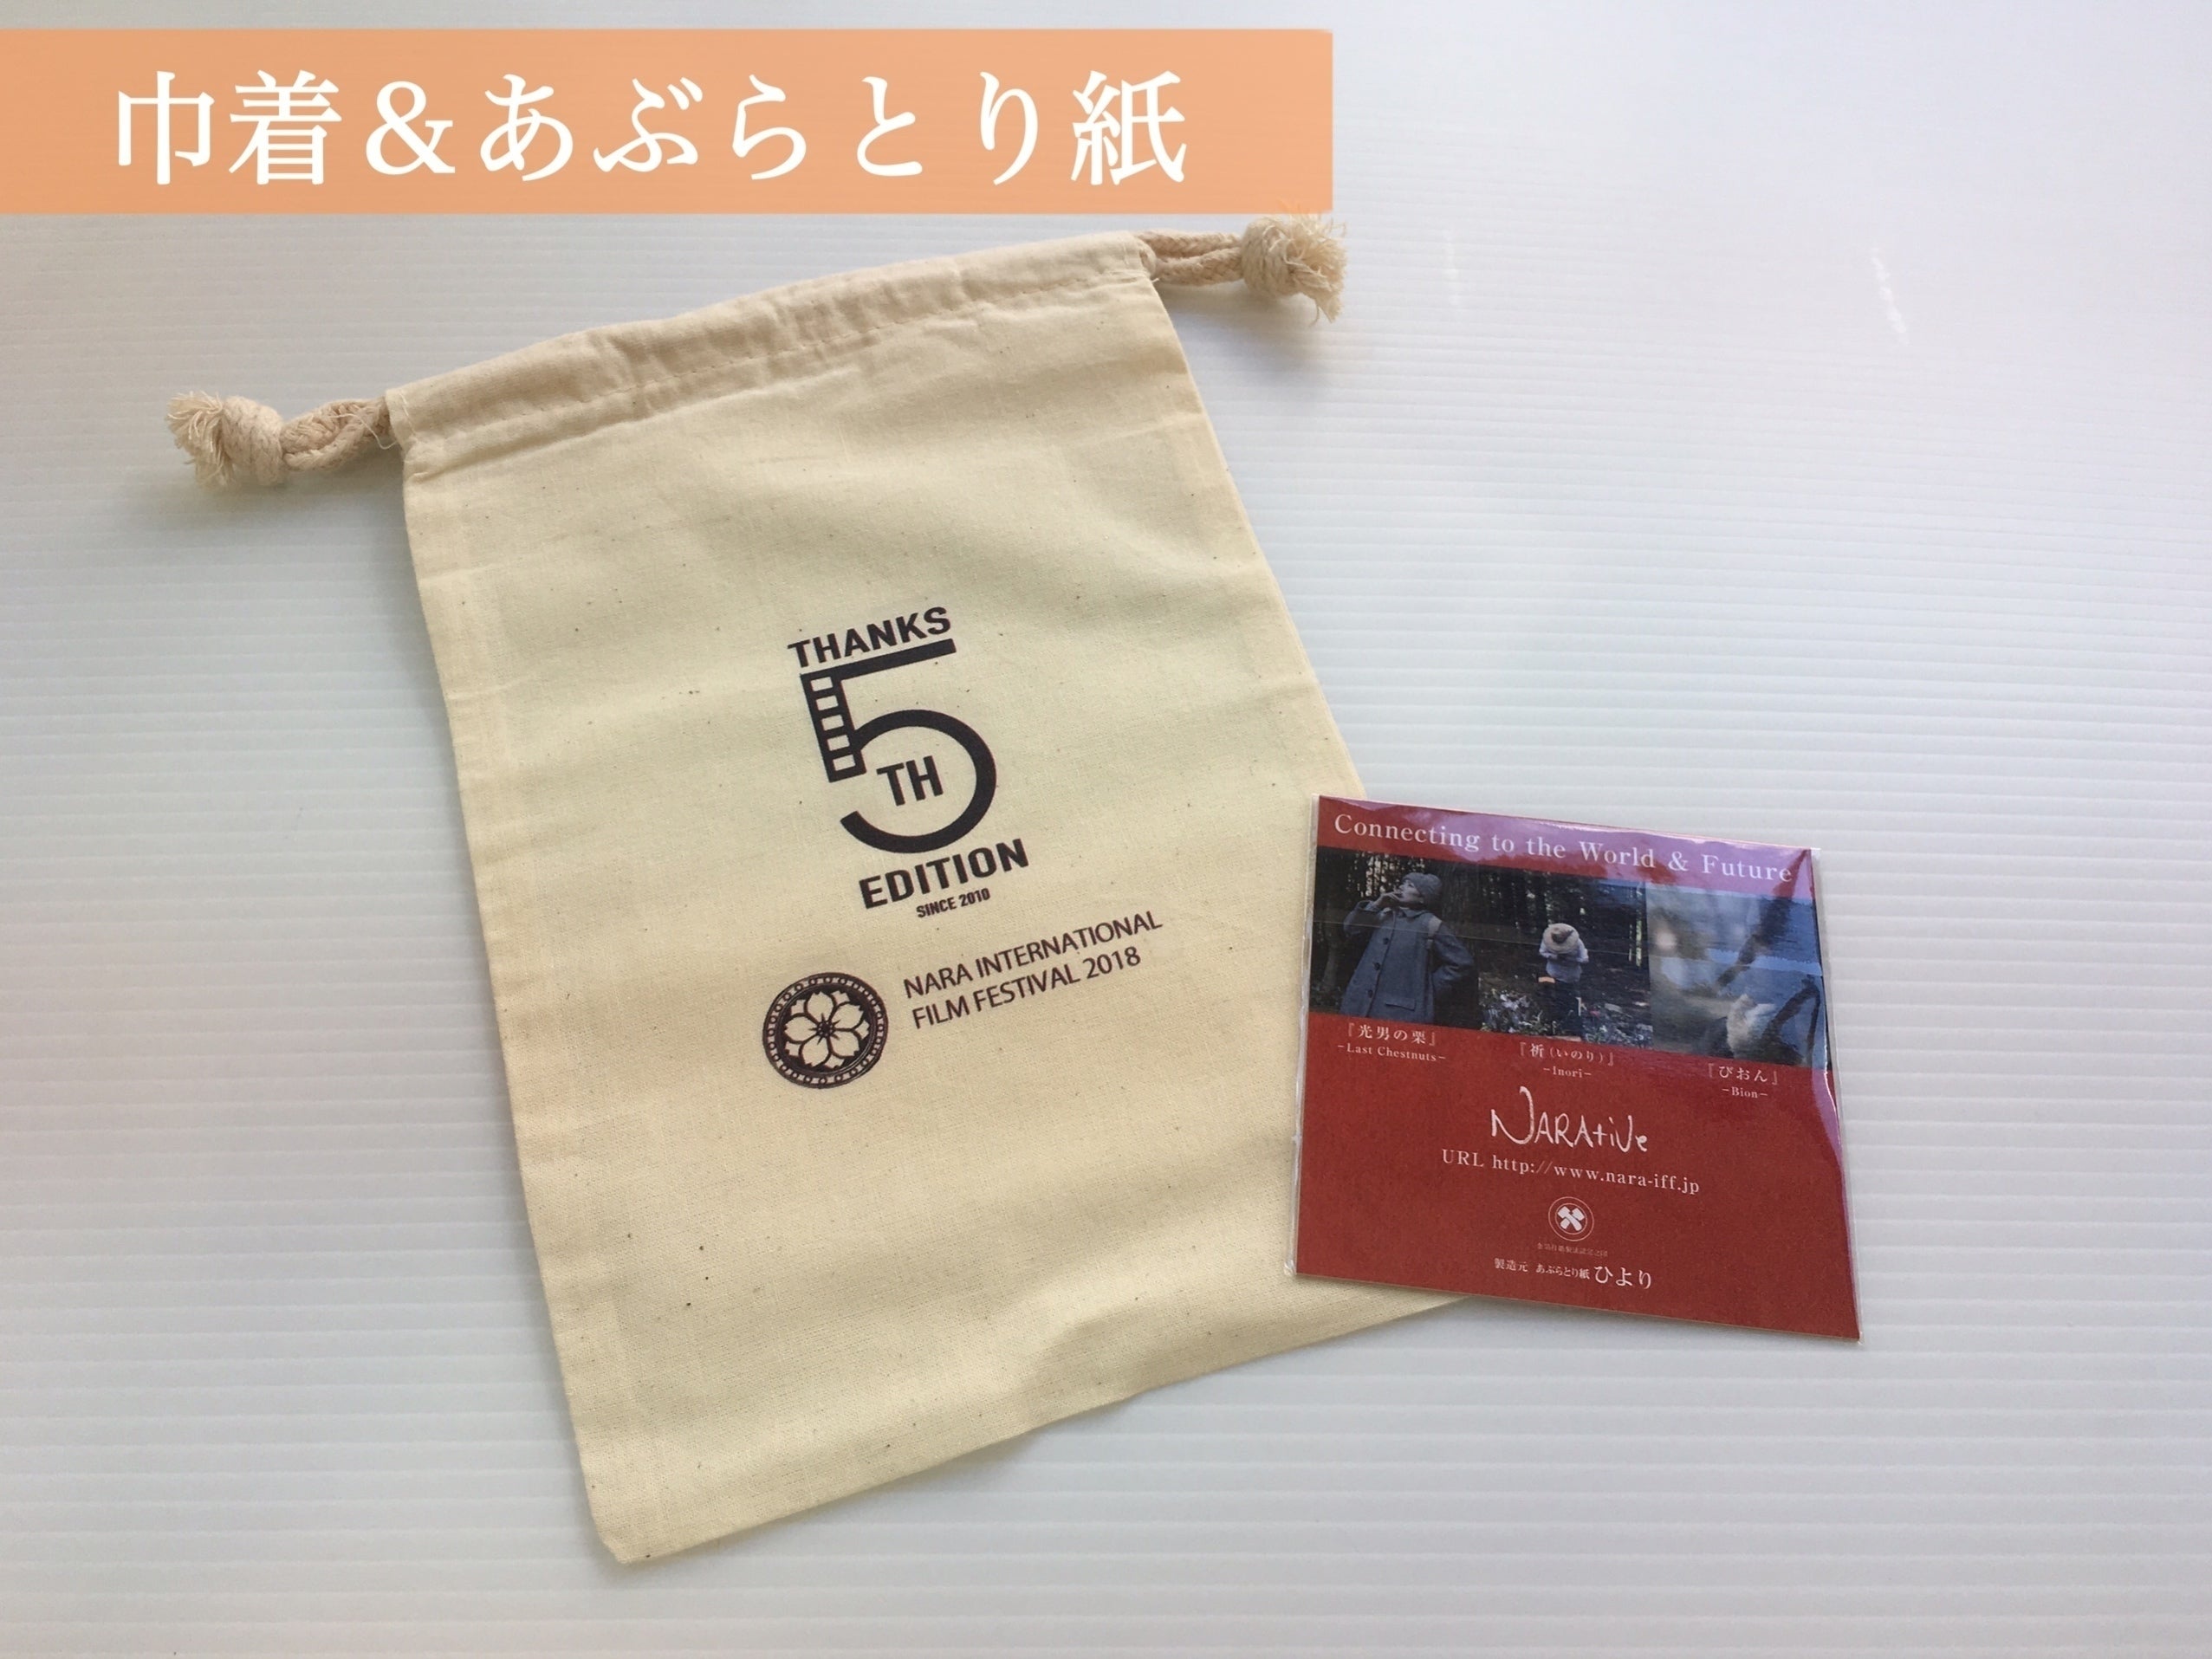 巾着＆あぶらとり紙
THANKS
5TH
EDITION
SINCE 2010
NARA INTERNATIONAL
FILM FESTIVAL 2018
Connecting to the World & Future
『光男の栗』
-Last Chestnuts-
『祈(いのり)』
-Inori-
『びおん』
-Bion-
NARAtiVe
URL http://www.nara-iff.jp
製造元 あぶらとり紙 ひより